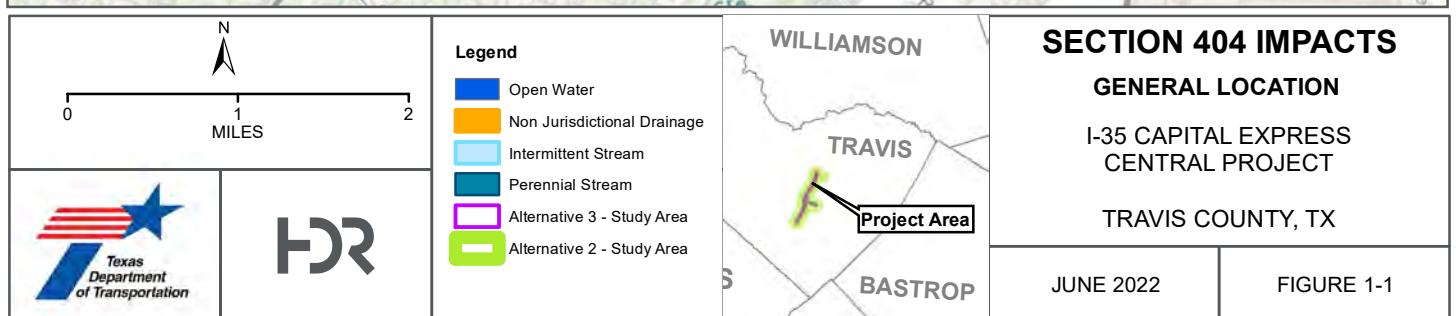 N
0 1 2
MILES
Texas
Department
of Transportation
HDR
Legend
Open Water
Non Jurisdictional Drainage
Intermittent Stream
Perennial Stream
Alternative 3 - Study Area
Alternative 2 - Study Area
WILLIAMSON
TRAVIS
Project Area
S
BASTROP
SECTION 404 IMPACTS
GENERAL LOCATION
I-35 CAPITAL EXPRESS
CENTRAL PROJECT
TRAVIS COUNTY, TX
JUNE 2022
FIGURE 1-1